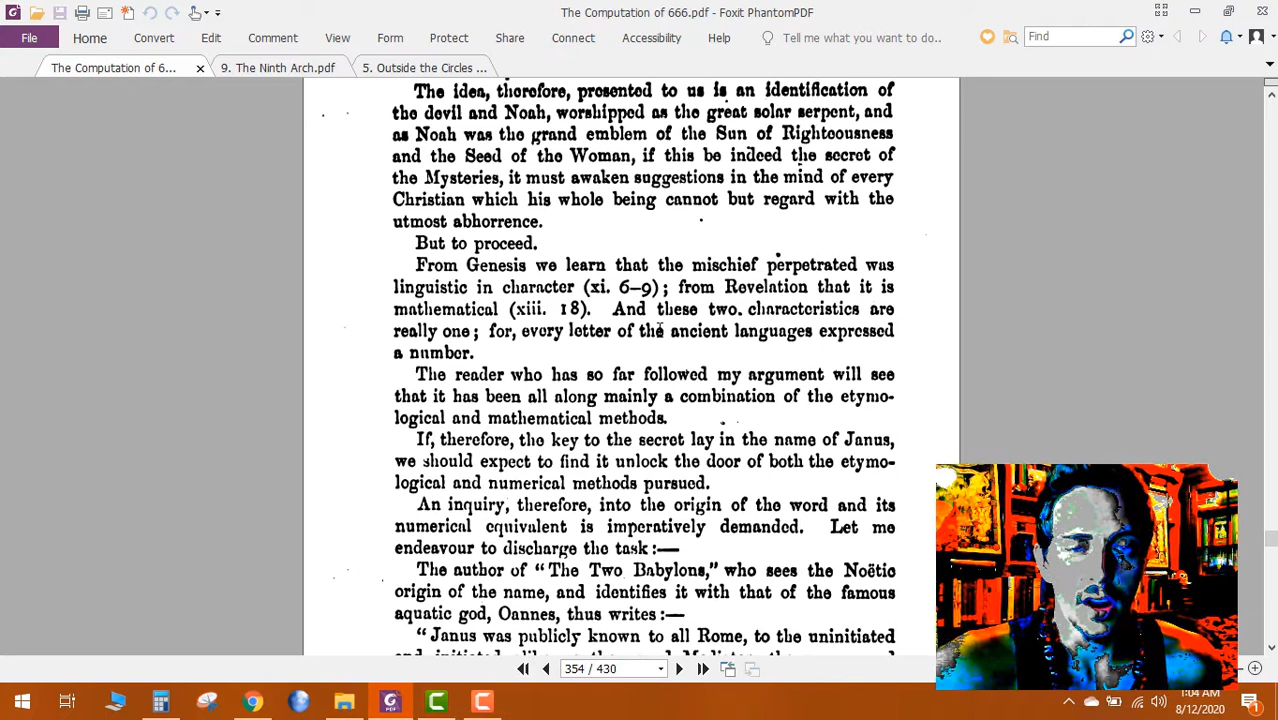 The Computation of 666.pdf - Foxit PhantomPDF
File Home Convert Edit Comment View Form Protect Share Connect Accessibility Help Tell me what you want to do.. Find
The Computation of 6... 9. The Ninth Arch.pdf 5. Outside the Circles ...
The idea, therefore, presented to us is an identification of
the devil and Noah, worshipped as the great solar serpent, and
as Noah was the grand emblem of the Sun of Righteousness
and the Seed of the Woman, if this be indeed the secret of
the Mysteries, it must awaken suggestions in the mind of every
Christian which his whole being cannot but regard with the
utmost abhorrence.
But to proceed.
From Genesis we learn that the mischief perpetrated was
linguistic in character (xi. 6–9); from Revelation that it is
mathematical (xiii. 18). And these two characteristics are
really one; for, every letter of the ancient languages expressed
a number.
The reader who has so far followed my argument will see
that it has been all along mainly a combination of the etymo-
logical and mathematical methods.
If, therefore, the key to the secret lay in the name of Janus,
we should expect to find it unlock the door of both the etymo-
logical and numerical methods pursued.
An inquiry, therefore, into the origin of the word and its
numerical equivalent is imperatively demanded. Let me
endeavour to discharge the task:—
The author of "The Two Babylons," who sees the Noëtic
origin of the name, and identifies it with that of the famous
aquatic god, Oannes, thus writes:—
"Janus was publicly known to all Rome, to the uninitiated
354 / 430
1:04 AM
8/12/2020